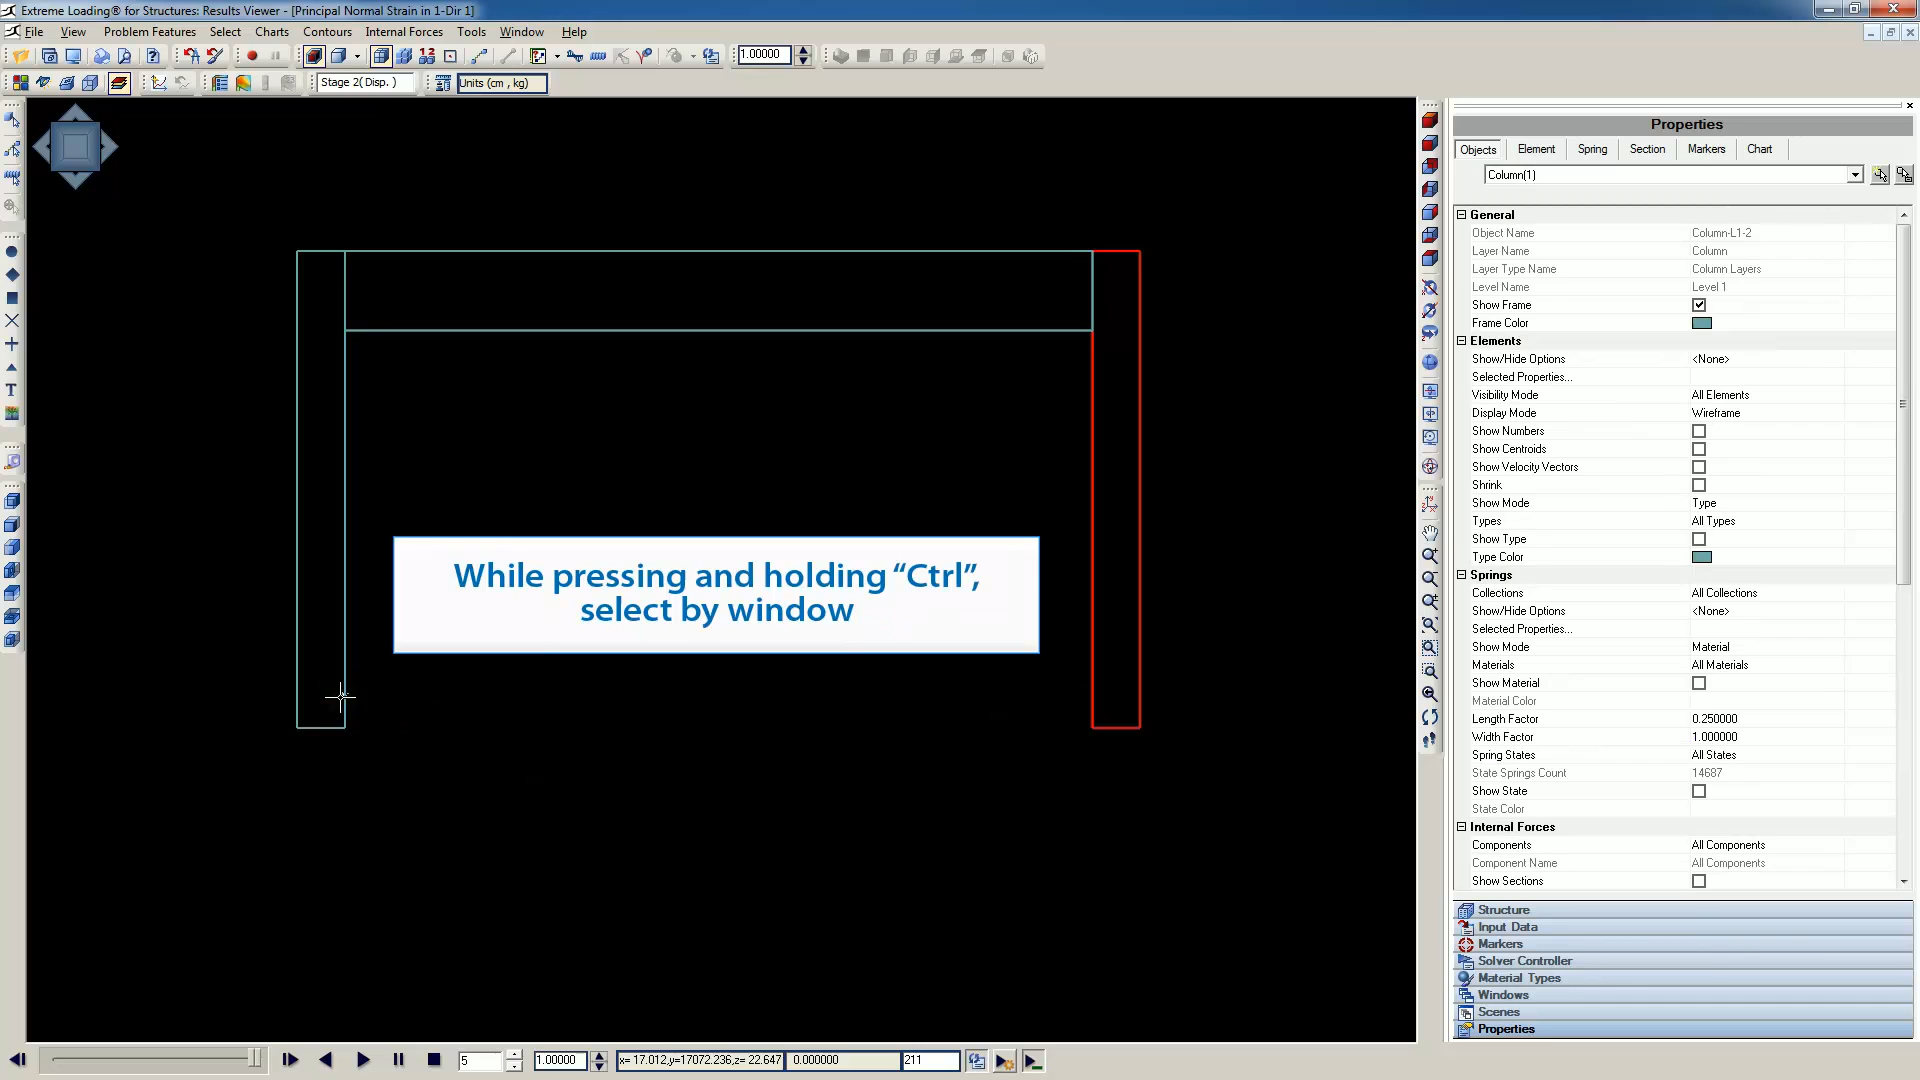 Extreme Loading® for Structures: Results Viewer - [Principal Normal Strain in 1-Dir 1]
File View Problem Features Select Charts Contours Internal Forces Tools Window Help
1.00000
Stage 2( Disp. ) Units (cm , kg)
Properties
Objects Element Spring Section Markers Chart
Column(1)
General
Object Name Column-L1-2
Layer Name Column
Layer Type Name Column Layers
Level Name Level 1
Show Frame
Frame Color
Elements
Show/Hide Options <None>
Selected Properties...
Visibility Mode All Elements
Display Mode Wireframe
Show Numbers
Show Centroids
Show Velocity Vectors
Shrink
Show Mode Type
Types All Types
Show Type
Type Color
Springs
Collections All Collections
Show/Hide Options <None>
Selected Properties...
Show Mode Material
Materials All Materials
Show Material
Material Color
Length Factor 0.250000
Width Factor 1.000000
Spring States All States
State Springs Count 14687
Show State
State Color
Internal Forces
Components All Components
Component Name All Components
Show Sections
While pressing and holding “Ctrl”,
select by window
Structure
Input Data
Markers
Solver Controller
Material Types
Windows
Scenes
Properties
5 1.00000 x= 17.012,y=17072.236,z= 22.647 0.000000 211